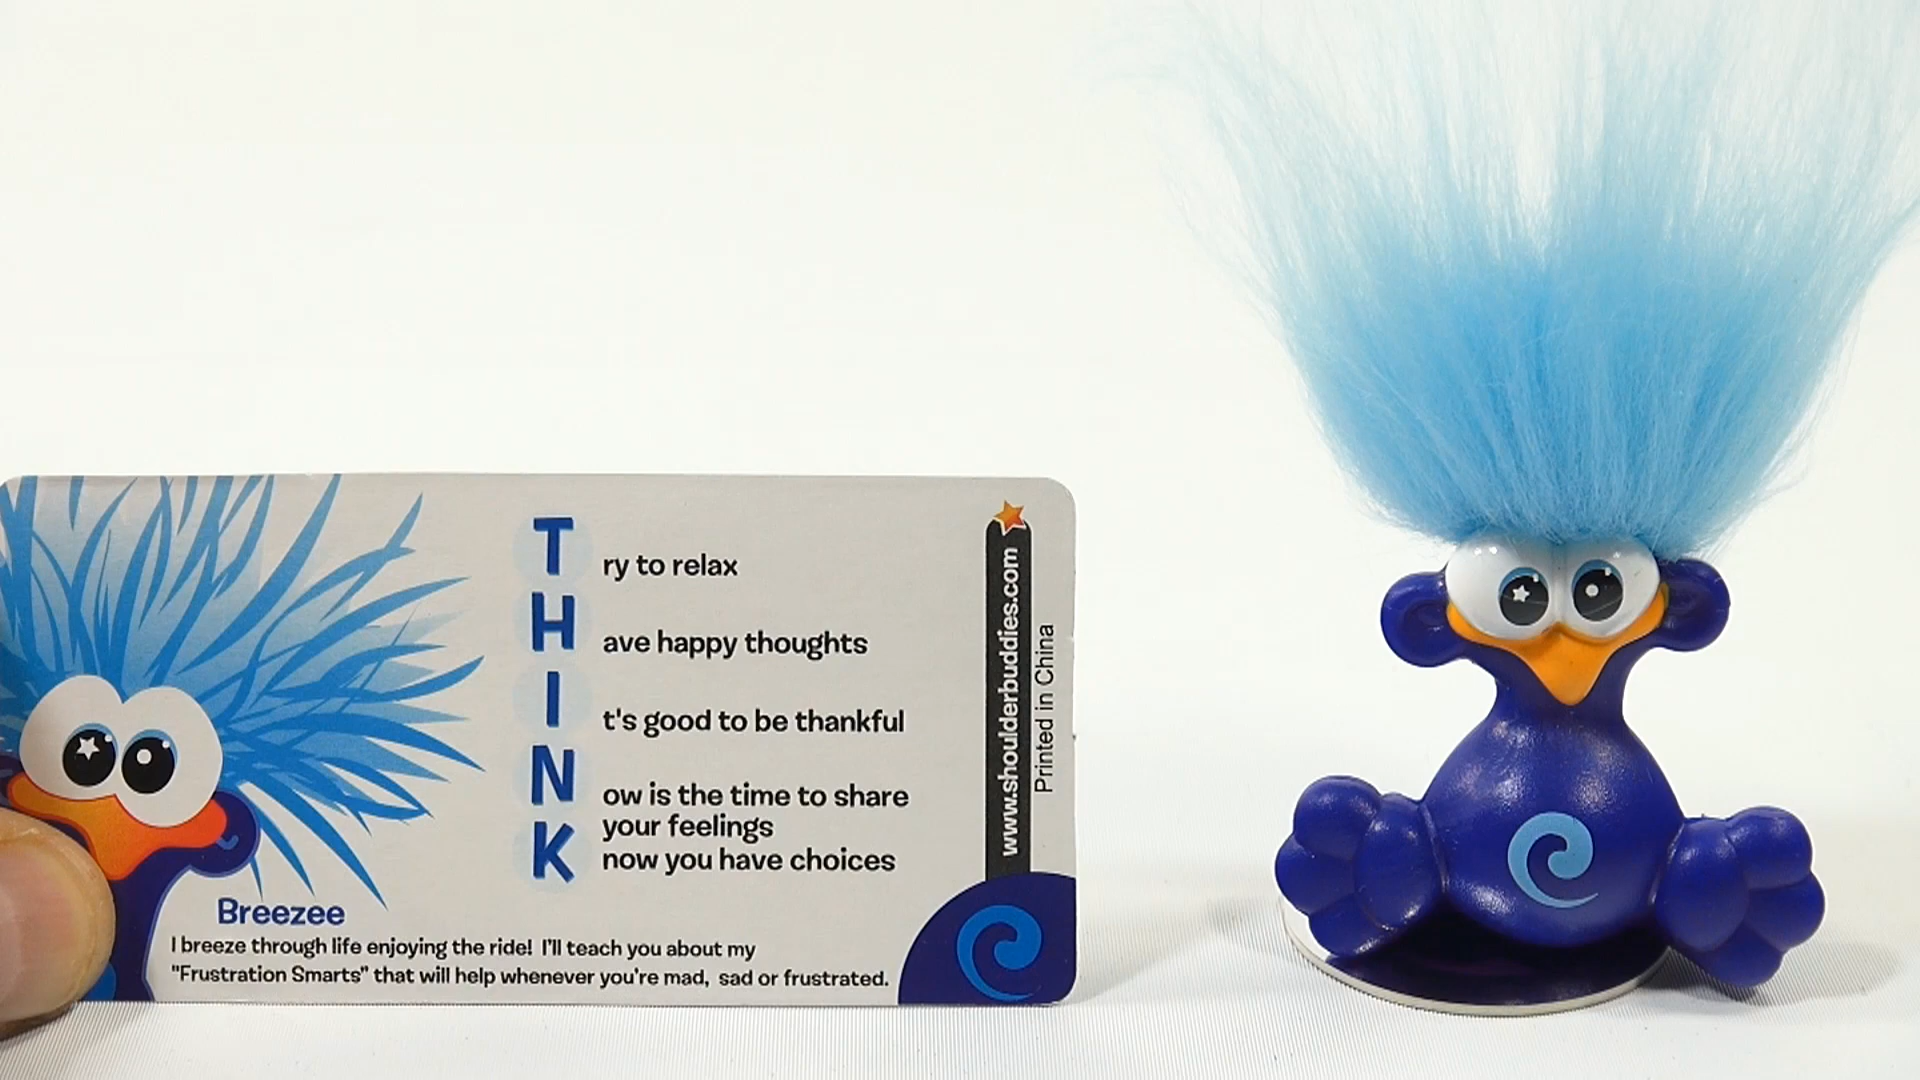 T ry to relax
H ave happy thoughts
I t's good to be thankful
N ow is the time to share
your feelings
K now you have choices
Breezee
I breeze through life enjoying the ride! I'll teach you about my
"Frustration Smarts" that will help whenever you're mad, sad or frustrated.
www.shoulderbuddies.com
Printed in China